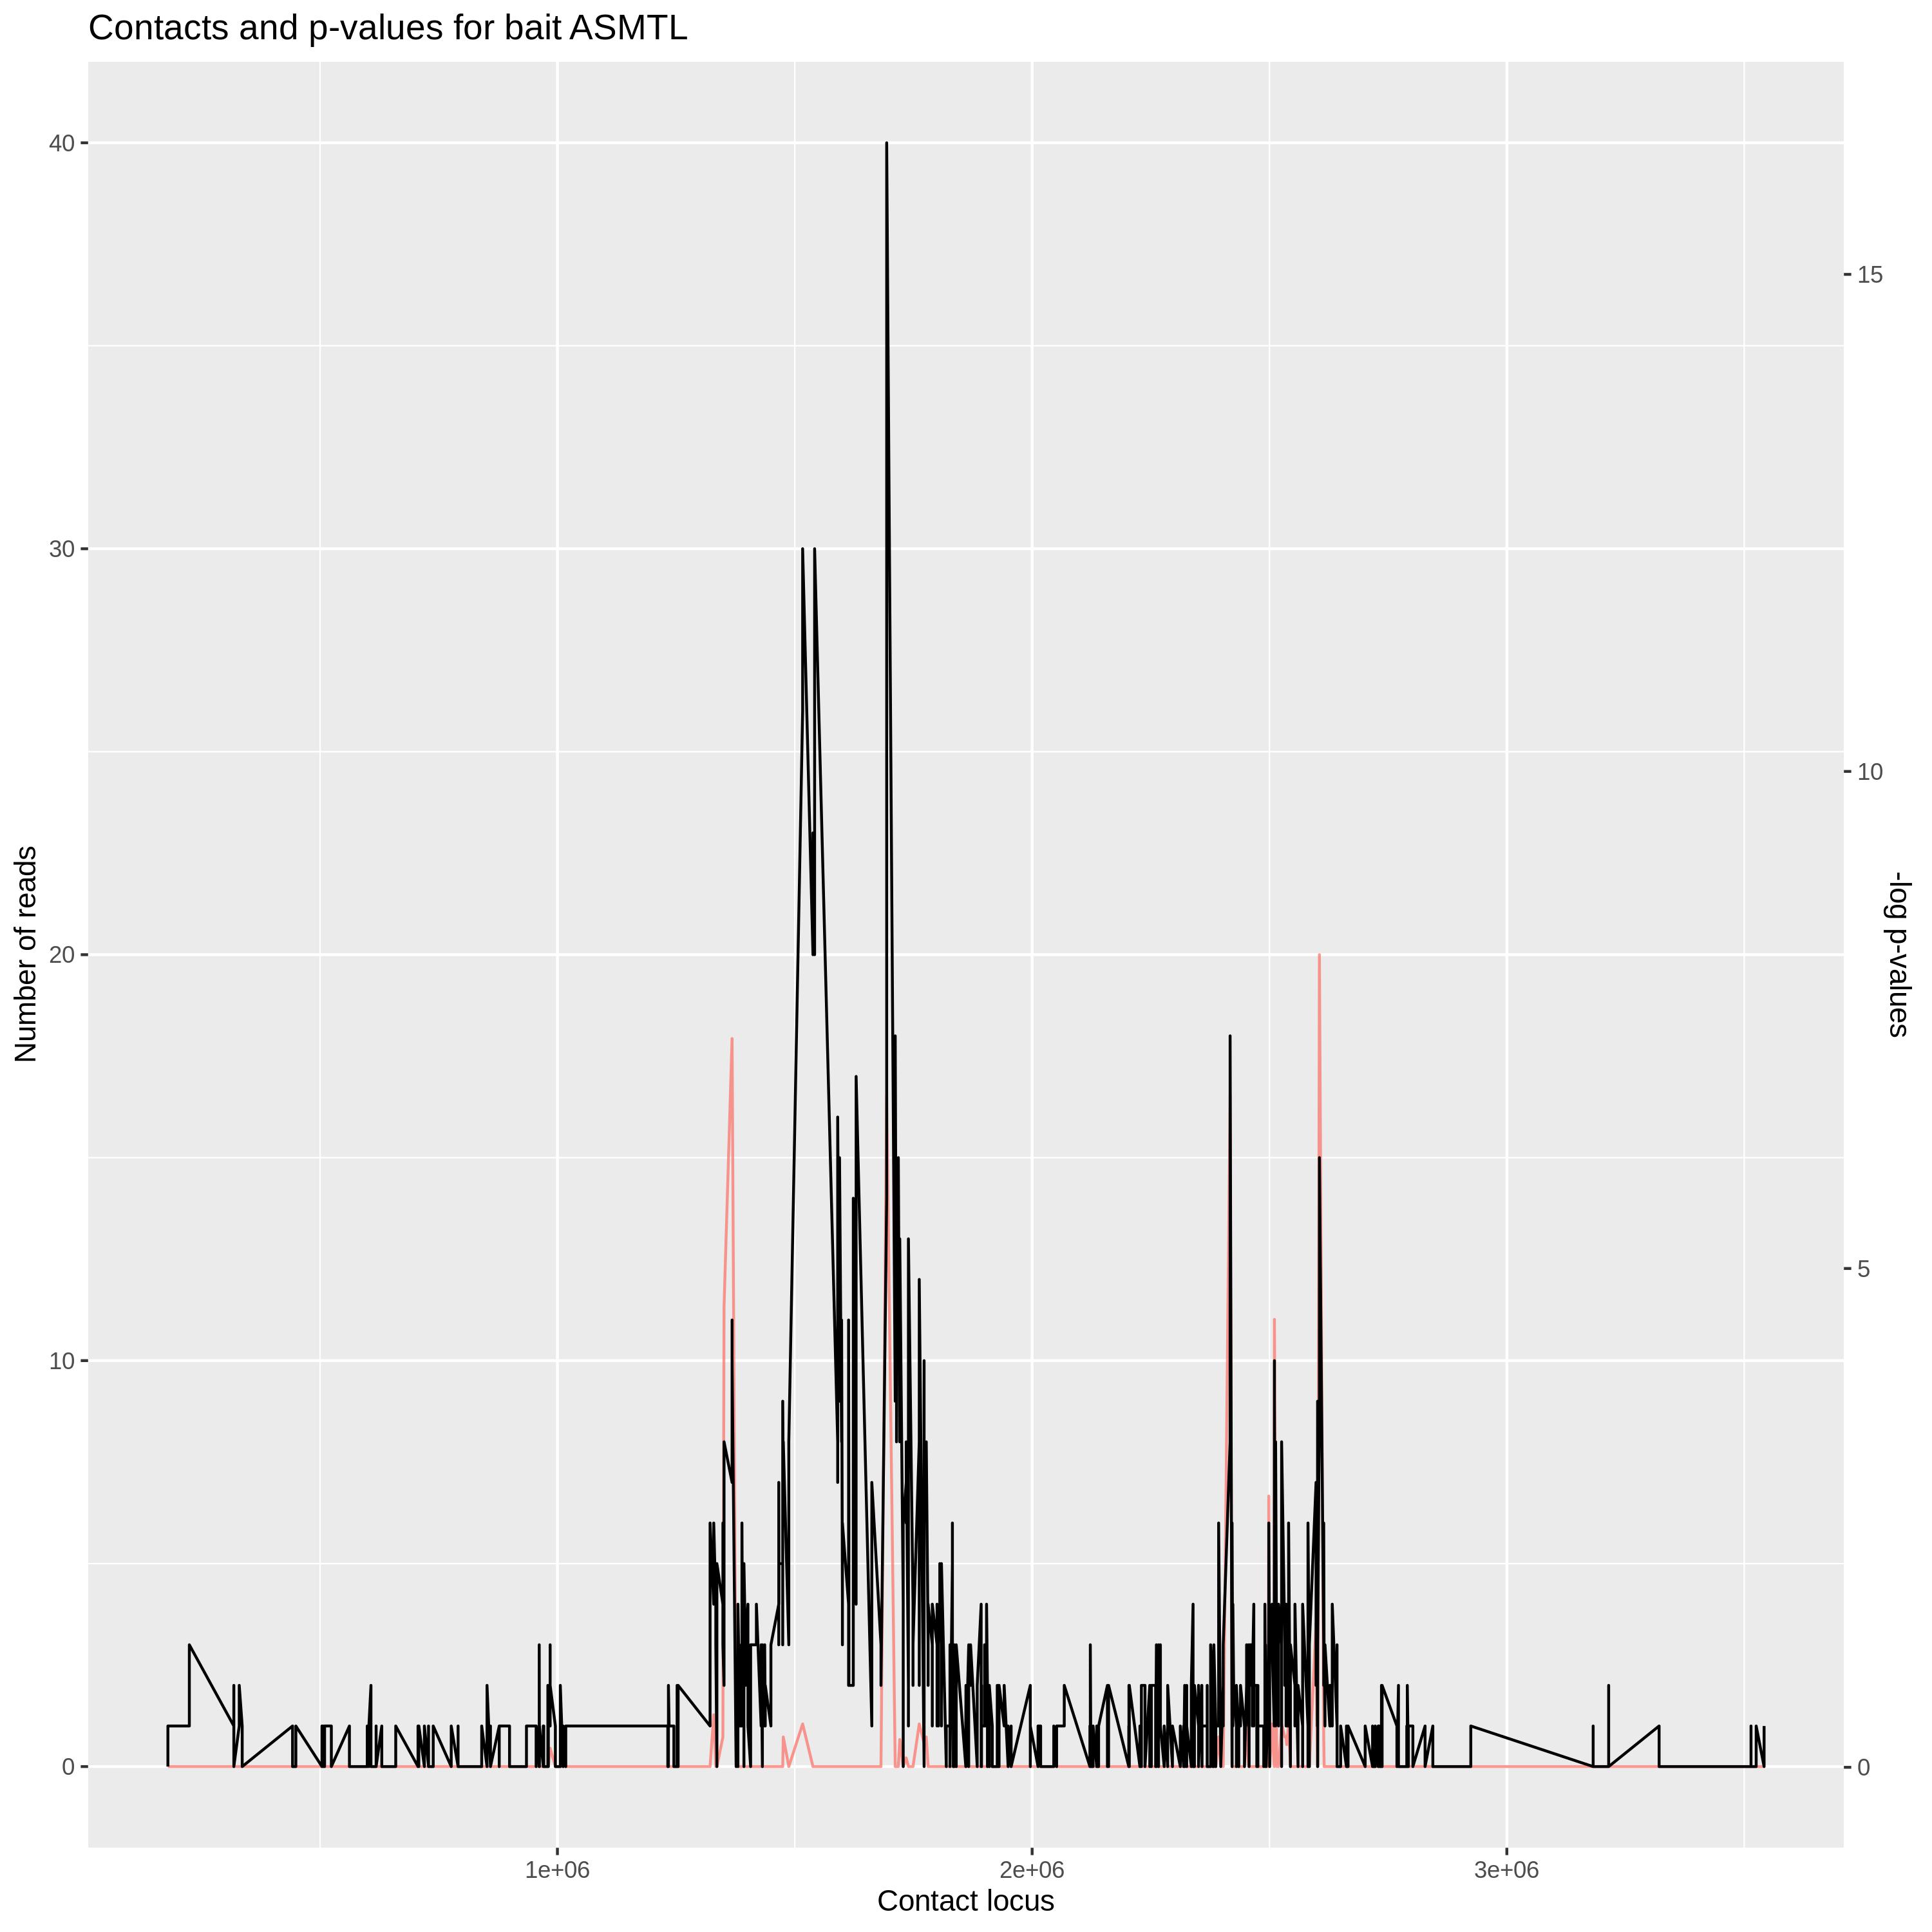 Contacts and p-values for bait ASMTL
40
30
20
10
0
15
10
5
0
Number of reads
-log p-values
1e+06
2e+06
3e+06
Contact locus